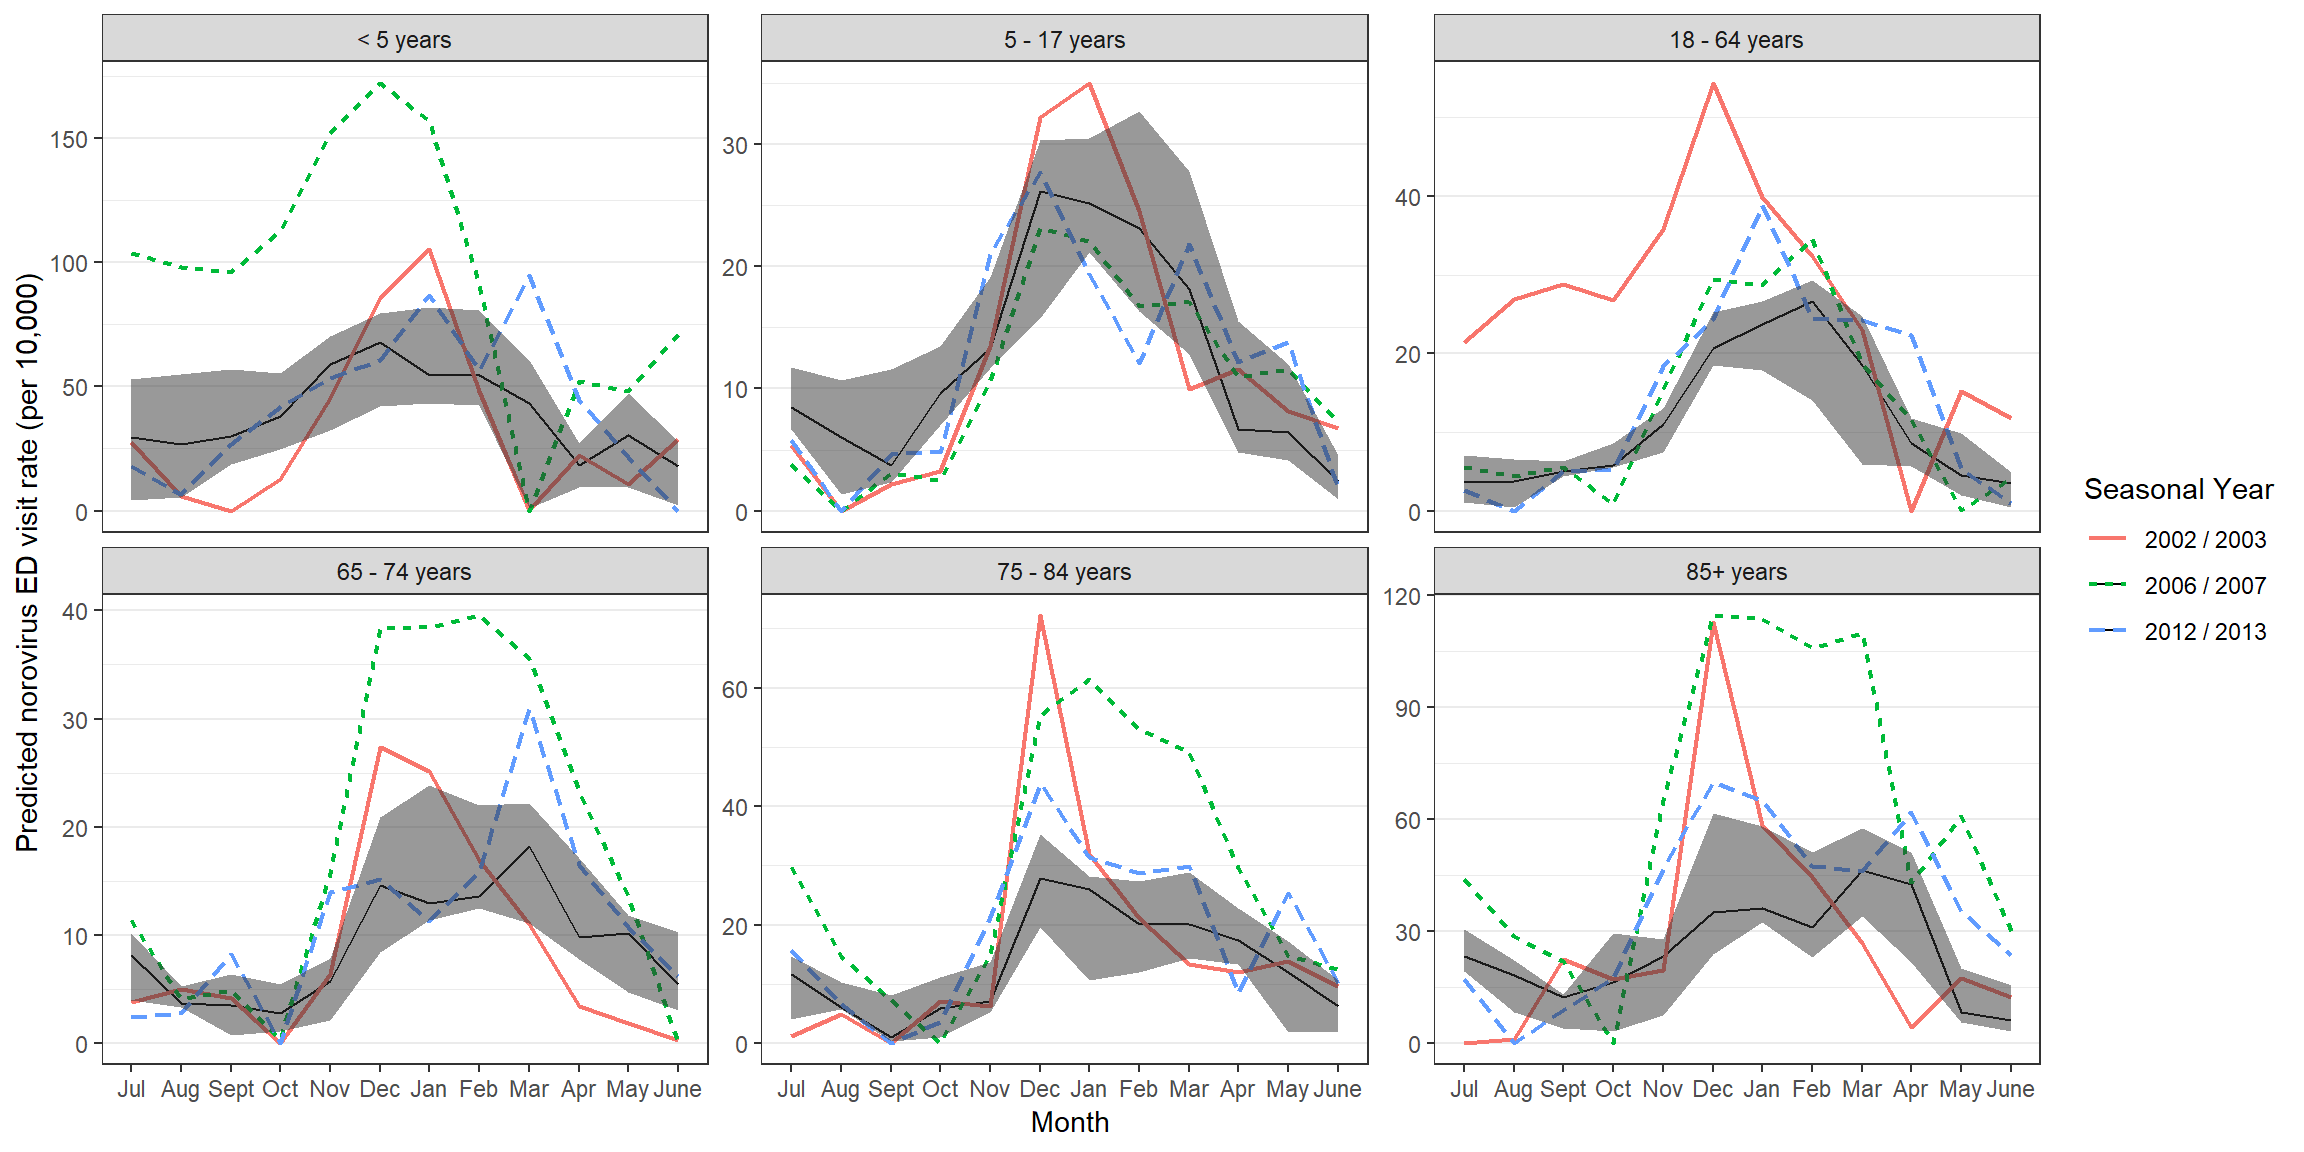 < 5 years
5 - 17 years
18 - 64 years
150
100
50
0
30
20
10
0
40
20
0
65 - 74 years
75 - 84 years
85+ years
40
30
20
10
0
60
40
20
0
120
90
60
30
0
Jul Aug Sept Oct Nov Dec Jan Feb Mar Apr May June
Jul Aug Sept Oct Nov Dec Jan Feb Mar Apr May June
Jul Aug Sept Oct Nov Dec Jan Feb Mar Apr May June
Month
Predicted norovirus ED visit rate (per 10,000)
Seasonal Year
2002 / 2003
2006 / 2007
2012 / 2013